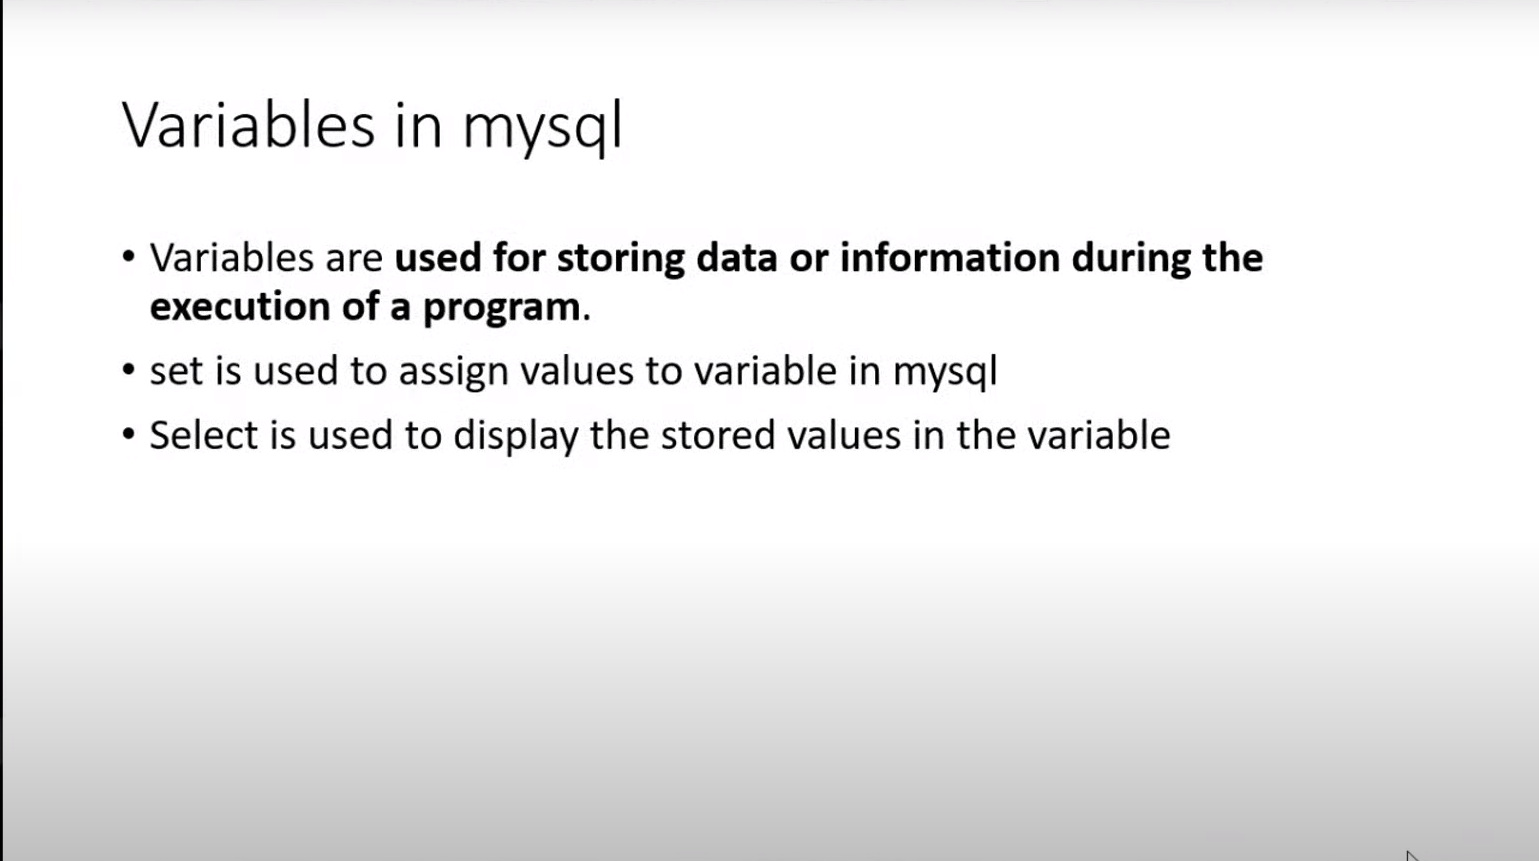 Variables in mysql
• Variables are used for storing data or information during the
execution of a program.
• set is used to assign values to variable in mysql
• Select is used to display the stored values in the variable